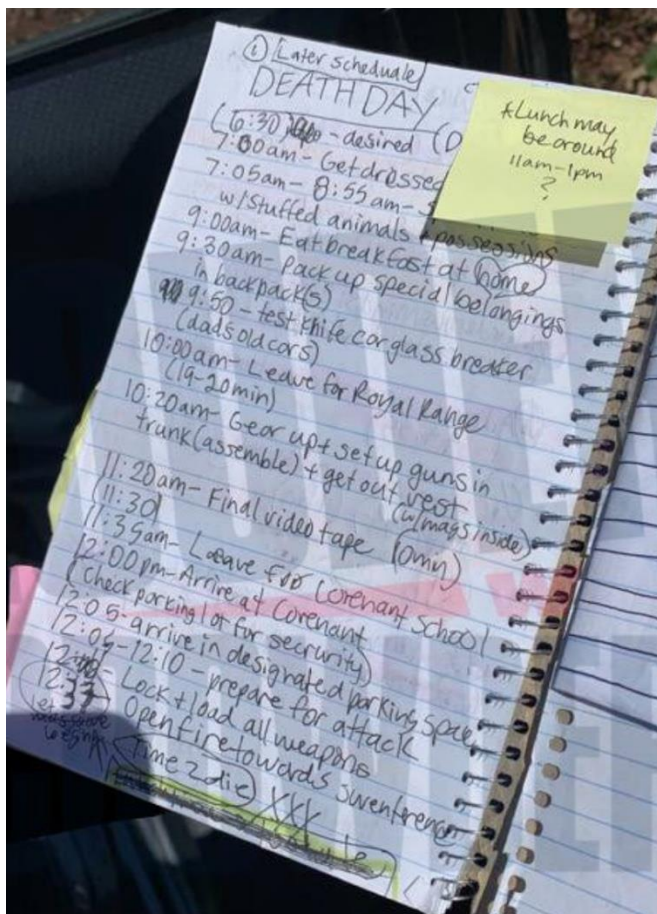 ① Later scheduale
DEATH DAY
(6:30 - desired (D
7:00am - Get dressed
7:05am - 8:55am -
w/stuffed animals + possessions
9:00am - Eat breakfast at home
9:30am - Pack up special belongings
in backpack(s)
9:50 - test knife car glass breaker
(dads old cors)
10:00am - Leave for Royal Range
(19-20min)
10:20am - Gear up + set up guns in
trunk (assemble) + get out vest
(w/mags inside)
11:20am - Final video tape
(11:30)
11:35am - Leave for Covenant School
12:00pm - Arrive at Covenant
(check parking lot for secrurity)
12:05 - arrive in designated parking space
12:05-12:10 - prepare for attack
Lock + load all weapons
12:33 Open fire towards
Time 2 die XXX
*Lunch may
be around
11am-1pm
?